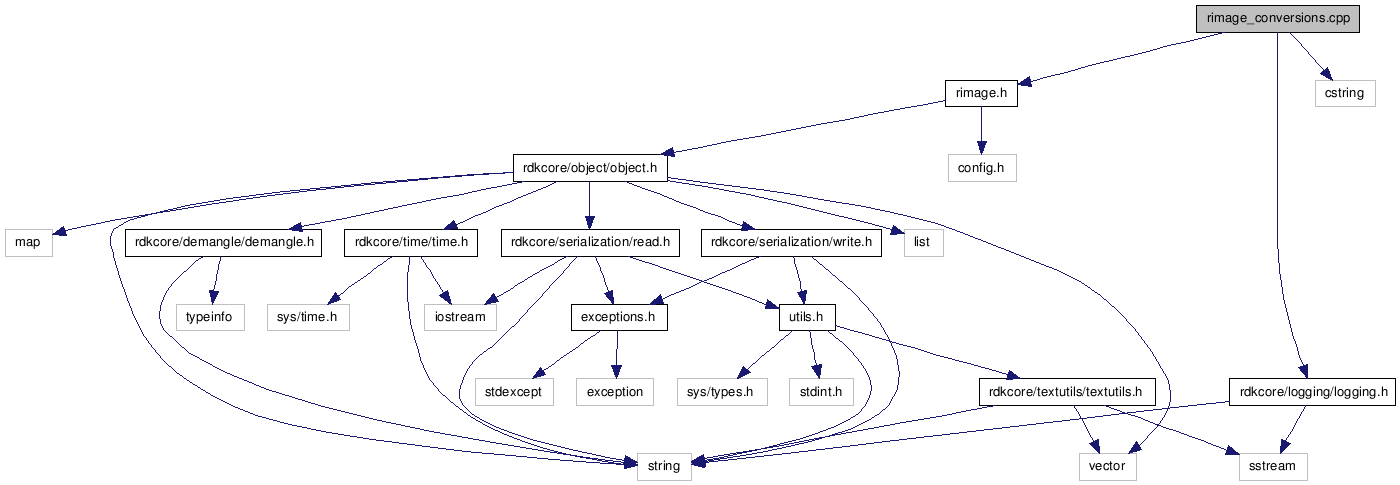 rimage_conversions.cpp
rimage.h
cstring
rdkcore/object/object.h
config.h
map
rdkcore/demangle/demangle.h
rdkcore/time/time.h
rdkcore/serialization/read.h
rdkcore/serialization/write.h
list
typeinfo
sys/time.h
iostream
exceptions.h
utils.h
stdexcept
exception
sys/types.h
stdint.h
rdkcore/textutils/textutils.h
rdkcore/logging/logging.h
string
vector
sstream